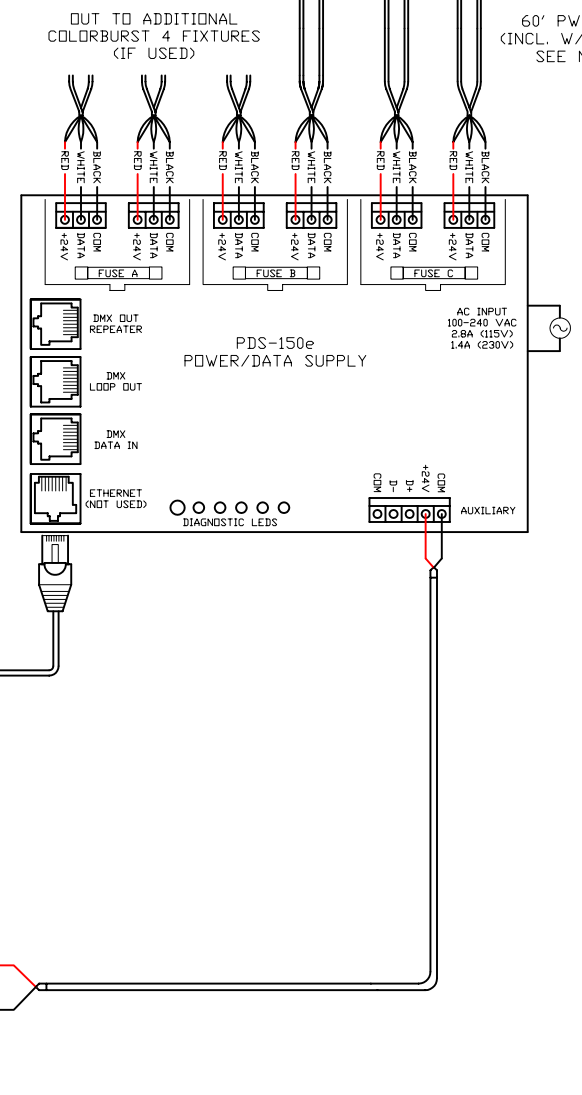 OUT TO ADDITIONAL
COLORBURST 4 FIXTURES
(IF USED)
60' PW
(INCL. W/
SEE N
RED WHITE BLACK RED WHITE BLACK RED WHITE BLACK RED WHITE BLACK RED WHITE BLACK RED WHITE BLACK
+24V DATA COM +24V DATA COM +24V DATA COM +24V DATA COM +24V DATA COM +24V DATA COM
FUSE A FUSE B FUSE C
DMX OUT
REPEATER
AC INPUT
100-240 VAC
2.8A (115V)
1.4A (230V)
PDS-150e
POWER/DATA SUPPLY
DMX
LOOP OUT
DMX
DATA IN
ETHERNET
(NOT USED)
DIAGNOSTIC LEDS
COM D- D+ +24V COM
AUXILIARY